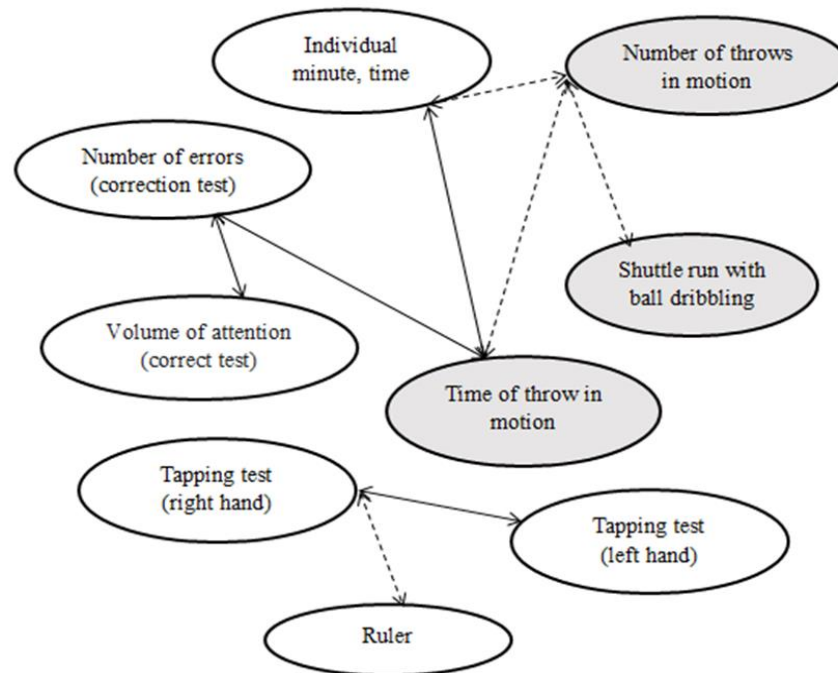 Individual
minute, time
Number of throws
in motion
Number of errors
(correction test)
Shuttle run with
ball dribbling
Volume of attention
(correct test)
Time of throw in
motion
Tapping test
(right hand)
Tapping test
(left hand)
Ruler